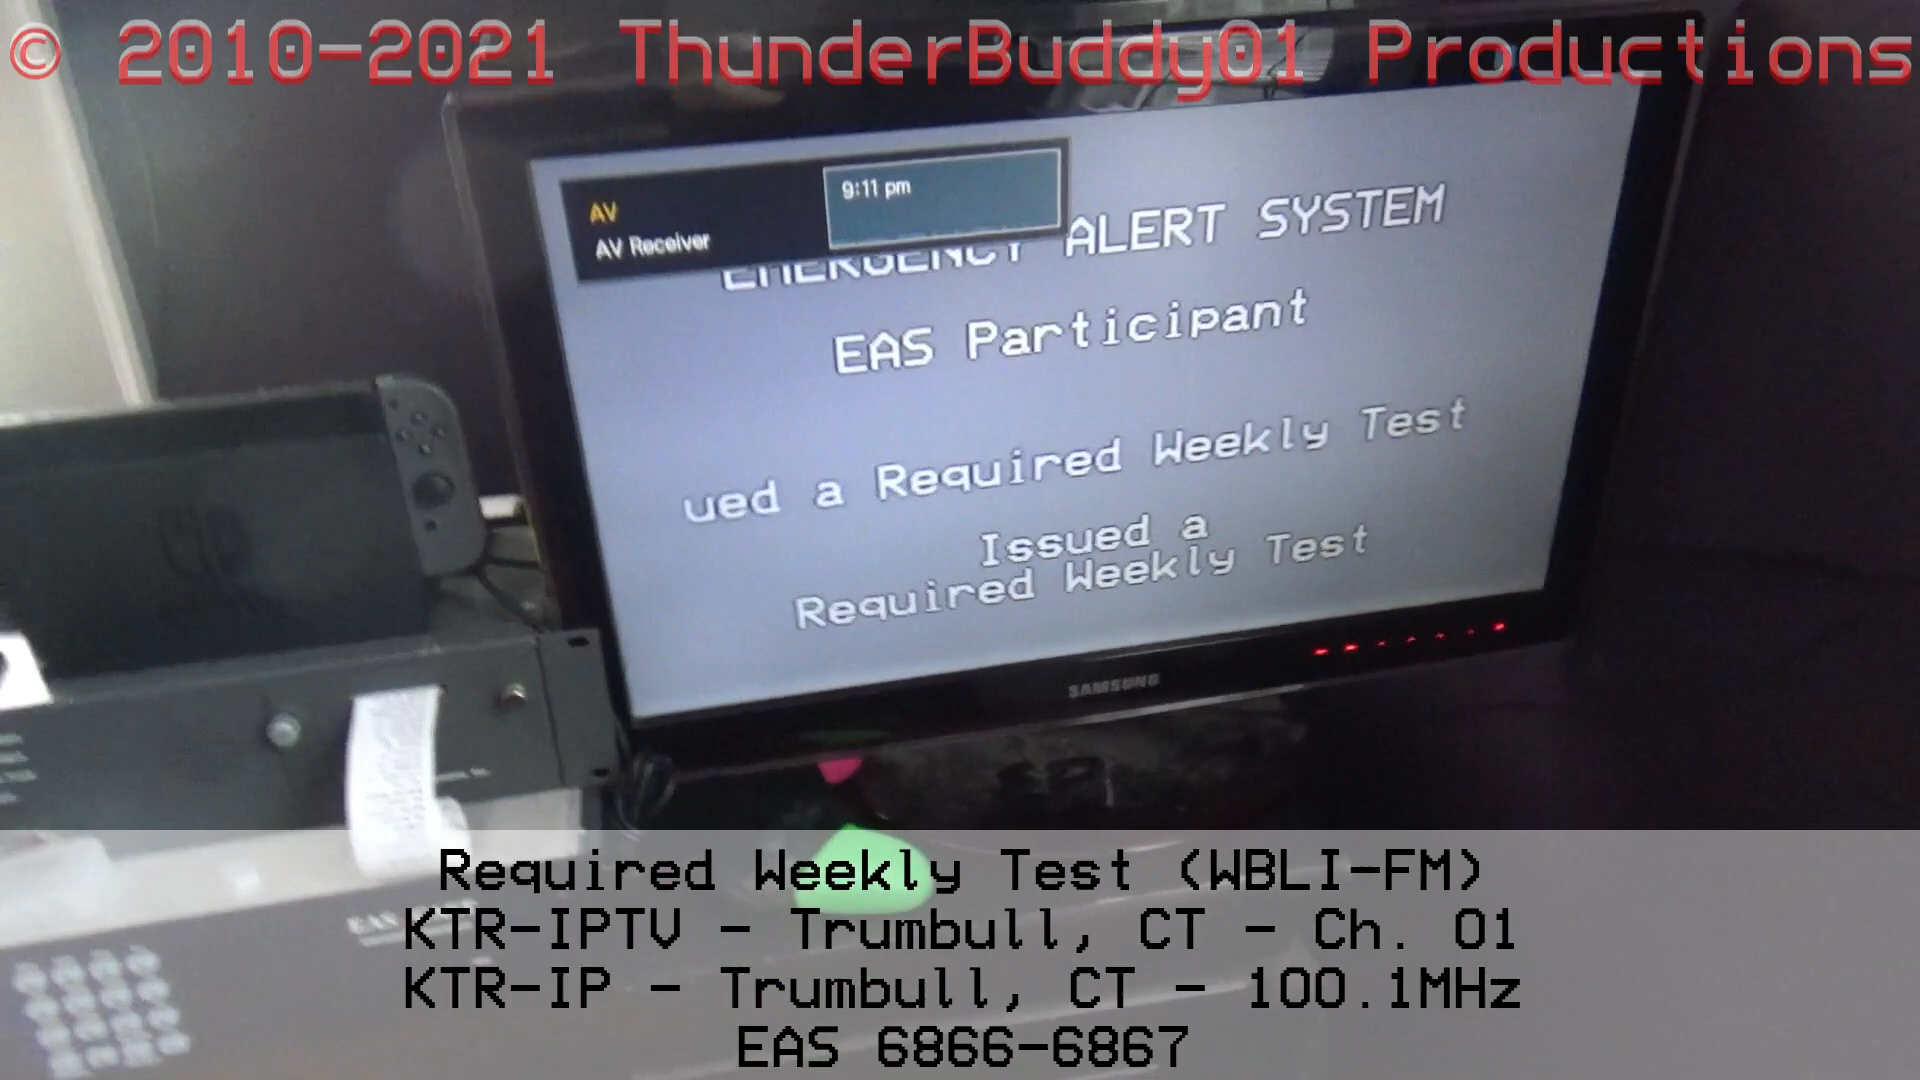 © 2010-2021 ThunderBuddy01 Productions
9:11 pm
AV
AV Receiver
EMERGENCY ALERT SYSTEM
EAS Participant
ued a Required Weekly Test
Issued a
Required Weekly Test
SAMSUNG
EAS
Required Weekly Test (WBLI-FM)
KTR-IPTV - Trumbull, CT - Ch. 01
KTR-IP - Trumbull, CT - 100.1MHz
EAS 6866-6867